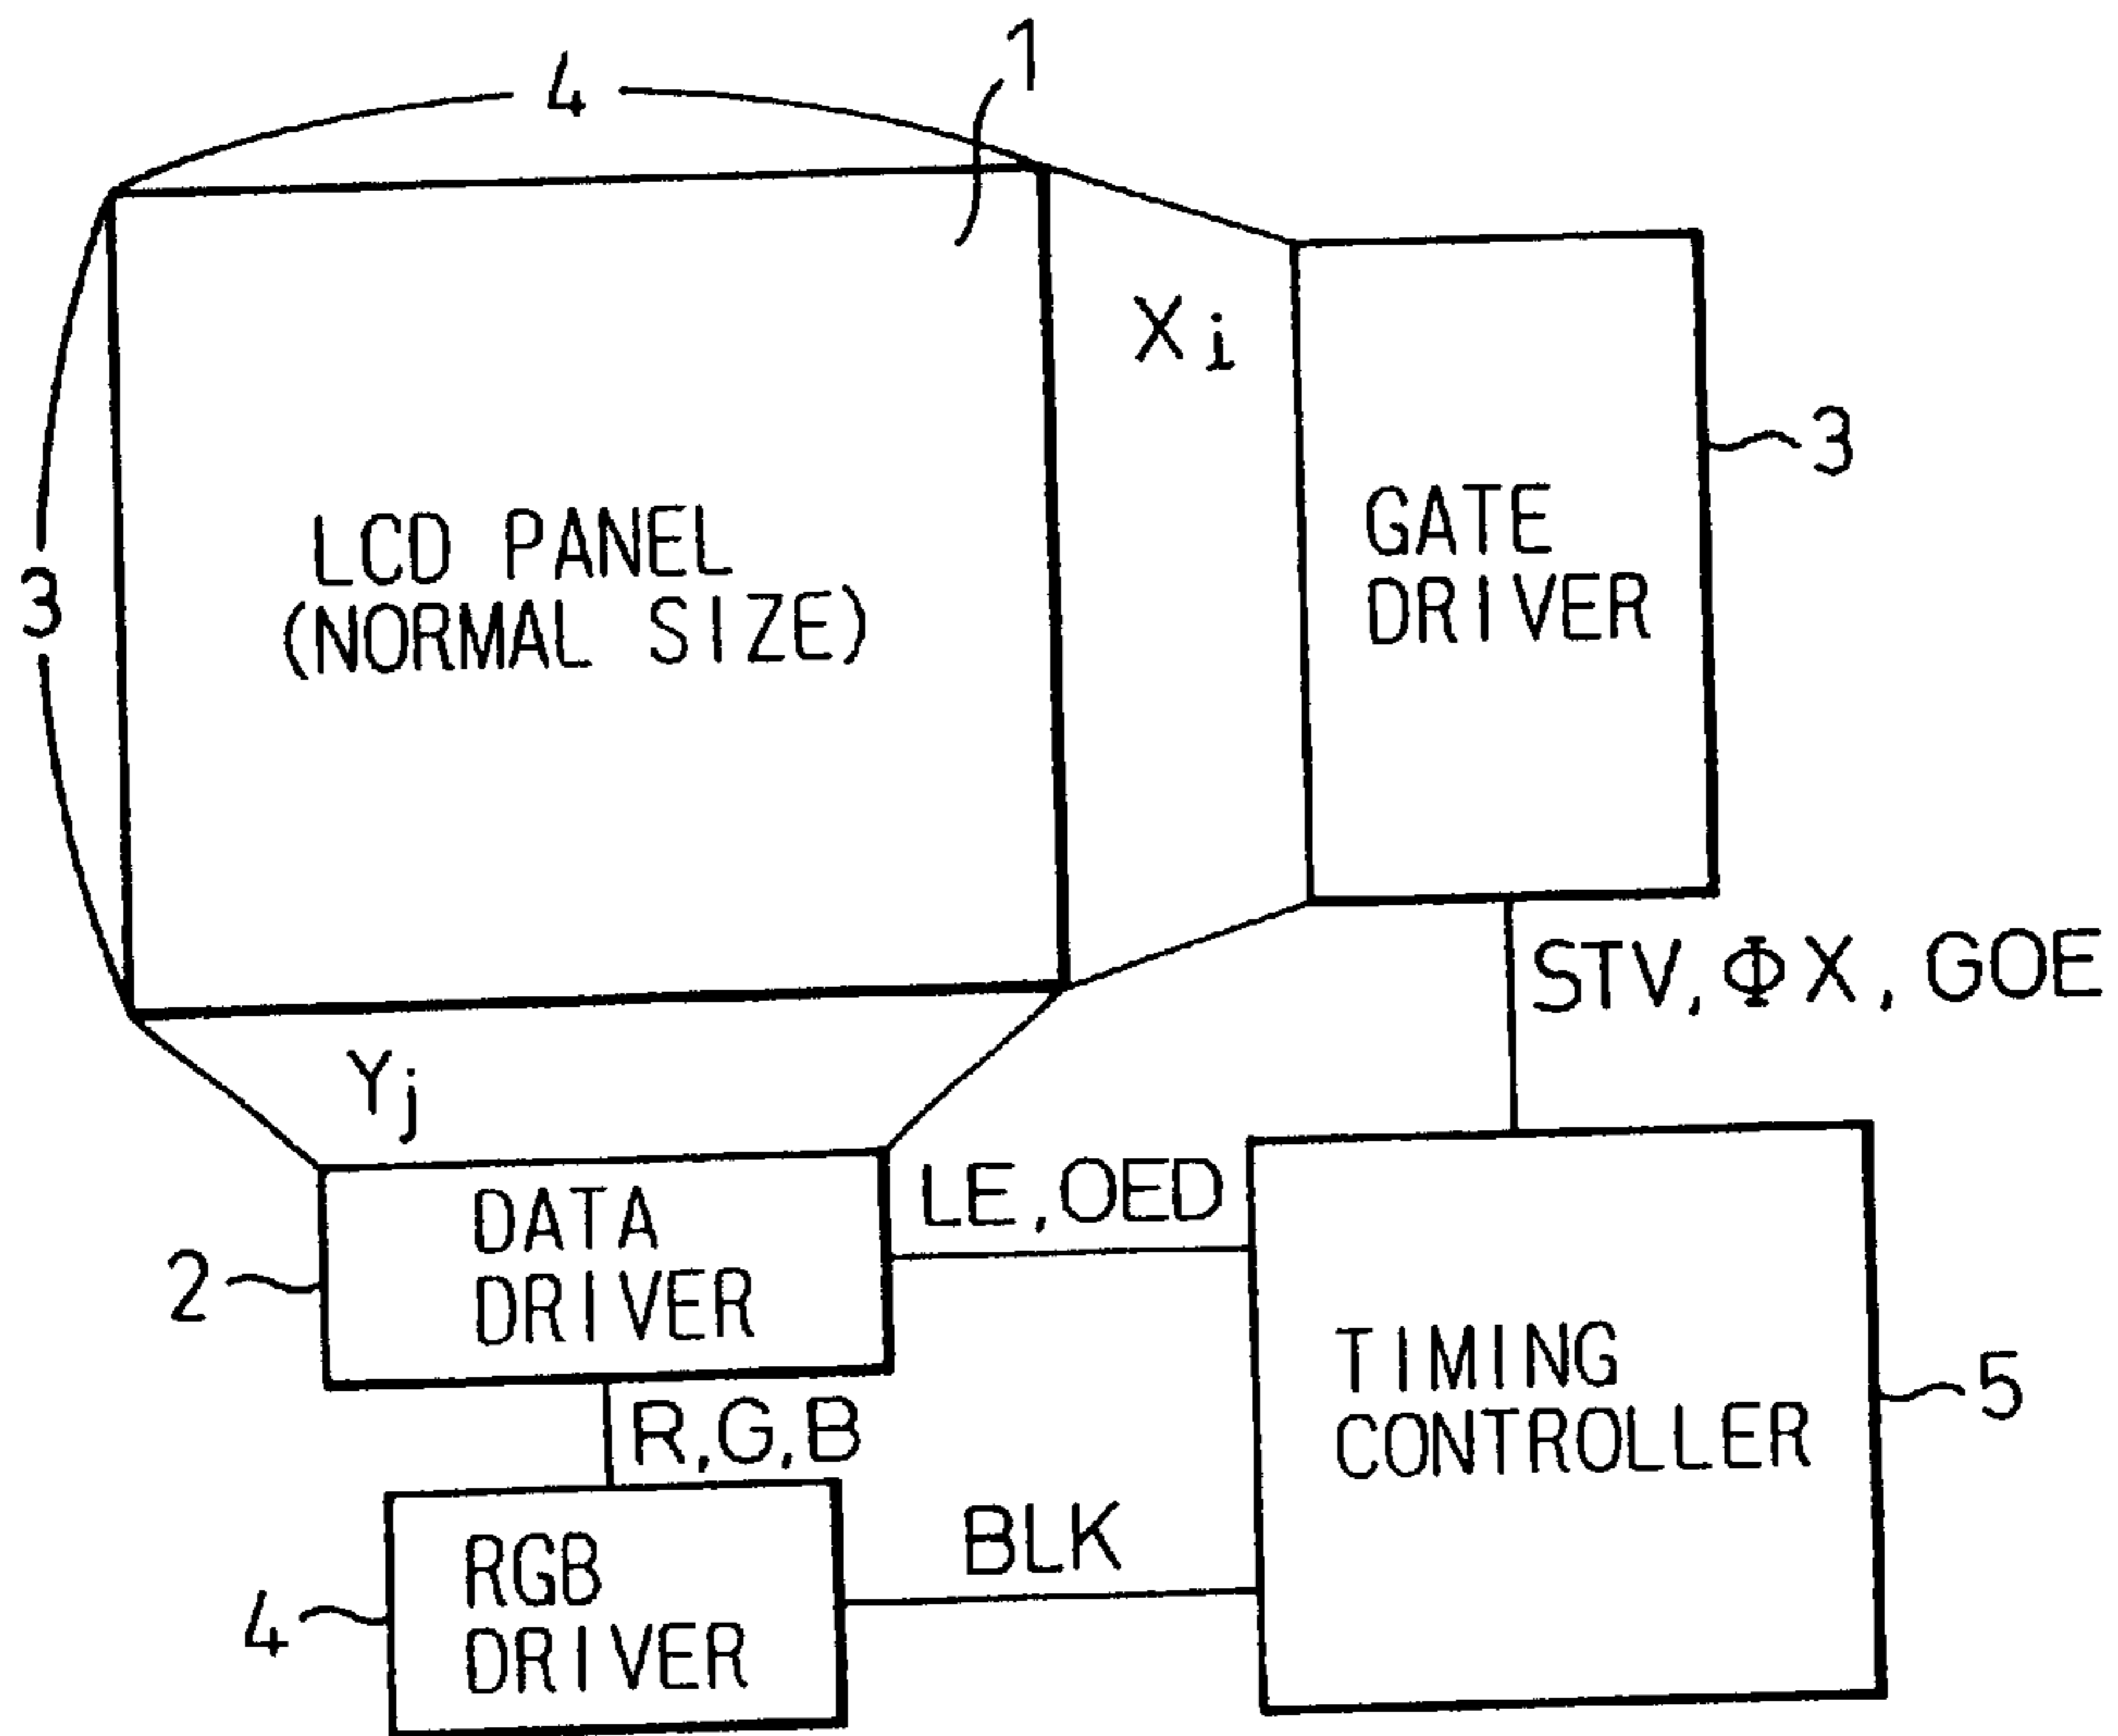 1
4
Xi
3
GATE
DRIVER
LCD PANEL
(NORMAL SIZE)
3
STV, ΦX, GOE
Yj
LE, OED
DATA
DRIVER
2
TIMING
CONTROLLER
5
R, G, B
BLK
RGB
DRIVER
4